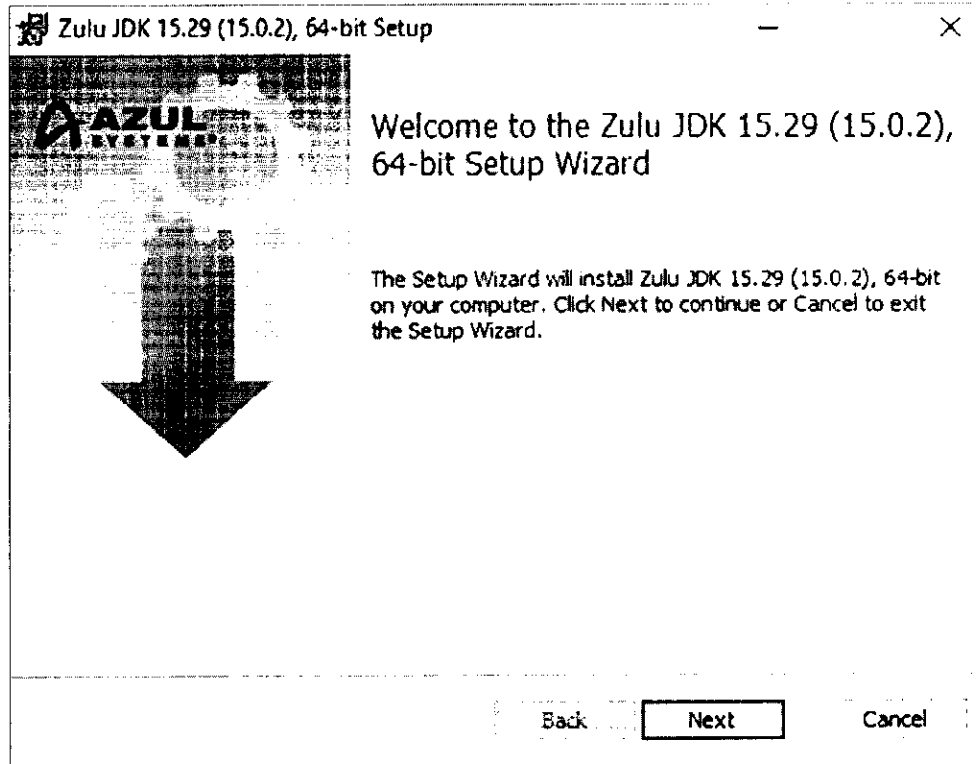 Zulu JDK 15.29 (15.0.2), 64-bit Setup
AZUL
SYSTEMS
Welcome to the Zulu JDK 15.29 (15.0.2),
64-bit Setup Wizard
The Setup Wizard will install Zulu JDK 15.29 (15.0.2), 64-bit
on your computer. Click Next to continue or Cancel to exit
the Setup Wizard.
Back Next Cancel